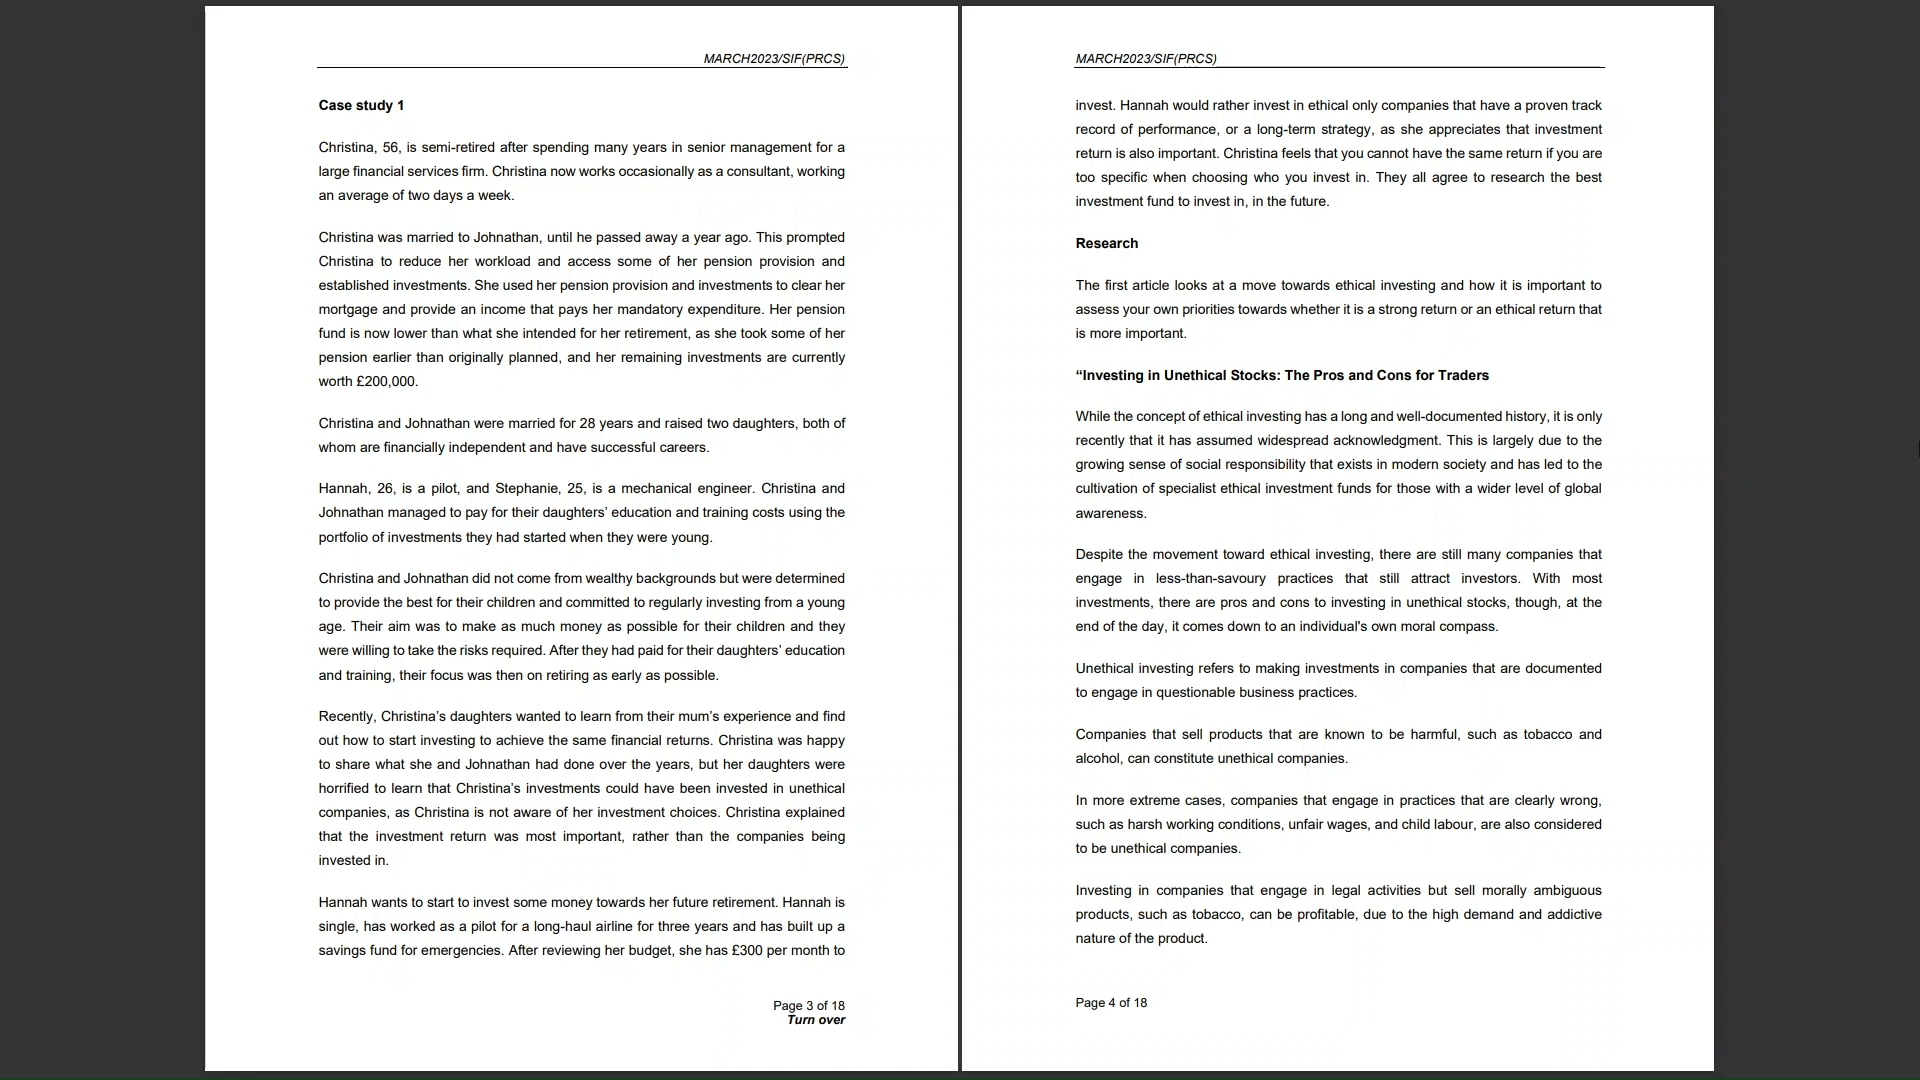 MARCH2023/SIF(PRCS)
Case study 1
Christina, 56, is semi-retired after spending many years in senior management for a
large financial services firm. Christina now works occasionally as a consultant, working
an average of two days a week.
Christina was married to Johnathan, until he passed away a year ago. This prompted
Christina to reduce her workload and access some of her pension provision and
established investments. She used her pension provision and investments to clear her
mortgage and provide an income that pays her mandatory expenditure. Her pension
fund is now lower than what she intended for her retirement, as she took some of her
pension earlier than originally planned, and her remaining investments are currently
worth £200,000.
Christina and Johnathan were married for 28 years and raised two daughters, both of
whom are financially independent and have successful careers.
Hannah, 26, is a pilot, and Stephanie, 25, is a mechanical engineer. Christina and
Johnathan managed to pay for their daughters’ education and training costs using the
portfolio of investments they had started when they were young.
Christina and Johnathan did not come from wealthy backgrounds but were determined
to provide the best for their children and committed to regularly investing from a young
age. Their aim was to make as much money as possible for their children and they
were willing to take the risks required. After they had paid for their daughters’ education
and training, their focus was then on retiring as early as possible.
Recently, Christina’s daughters wanted to learn from their mum’s experience and find
out how to start investing to achieve the same financial returns. Christina was happy
to share what she and Johnathan had done over the years, but her daughters were
horrified to learn that Christina’s investments could have been invested in unethical
companies, as Christina is not aware of her investment choices. Christina explained
that the investment return was most important, rather than the companies being
invested in.
Hannah wants to start to invest some money towards her future retirement. Hannah is
single, has worked as a pilot for a long-haul airline for three years and has built up a
savings fund for emergencies. After reviewing her budget, she has £300 per month to
Page 3 of 18
Turn over
MARCH2023/SIF(PRCS)
invest. Hannah would rather invest in ethical only companies that have a proven track
record of performance, or a long-term strategy, as she appreciates that investment
return is also important. Christina feels that you cannot have the same return if you are
too specific when choosing who you invest in. They all agree to research the best
investment fund to invest in, in the future.
Research
The first article looks at a move towards ethical investing and how it is important to
assess your own priorities towards whether it is a strong return or an ethical return that
is more important.
“Investing in Unethical Stocks: The Pros and Cons for Traders
While the concept of ethical investing has a long and well-documented history, it is only
recently that it has assumed widespread acknowledgment. This is largely due to the
growing sense of social responsibility that exists in modern society and has led to the
cultivation of specialist ethical investment funds for those with a wider level of global
awareness.
Despite the movement toward ethical investing, there are still many companies that
engage in less-than-savoury practices that still attract investors. With most
investments, there are pros and cons to investing in unethical stocks, though, at the
end of the day, it comes down to an individual's own moral compass.
Unethical investing refers to making investments in companies that are documented
to engage in questionable business practices.
Companies that sell products that are known to be harmful, such as tobacco and
alcohol, can constitute unethical companies.
In more extreme cases, companies that engage in practices that are clearly wrong,
such as harsh working conditions, unfair wages, and child labour, are also considered
to be unethical companies.
Investing in companies that engage in legal activities but sell morally ambiguous
products, such as tobacco, can be profitable, due to the high demand and addictive
nature of the product.
Page 4 of 18